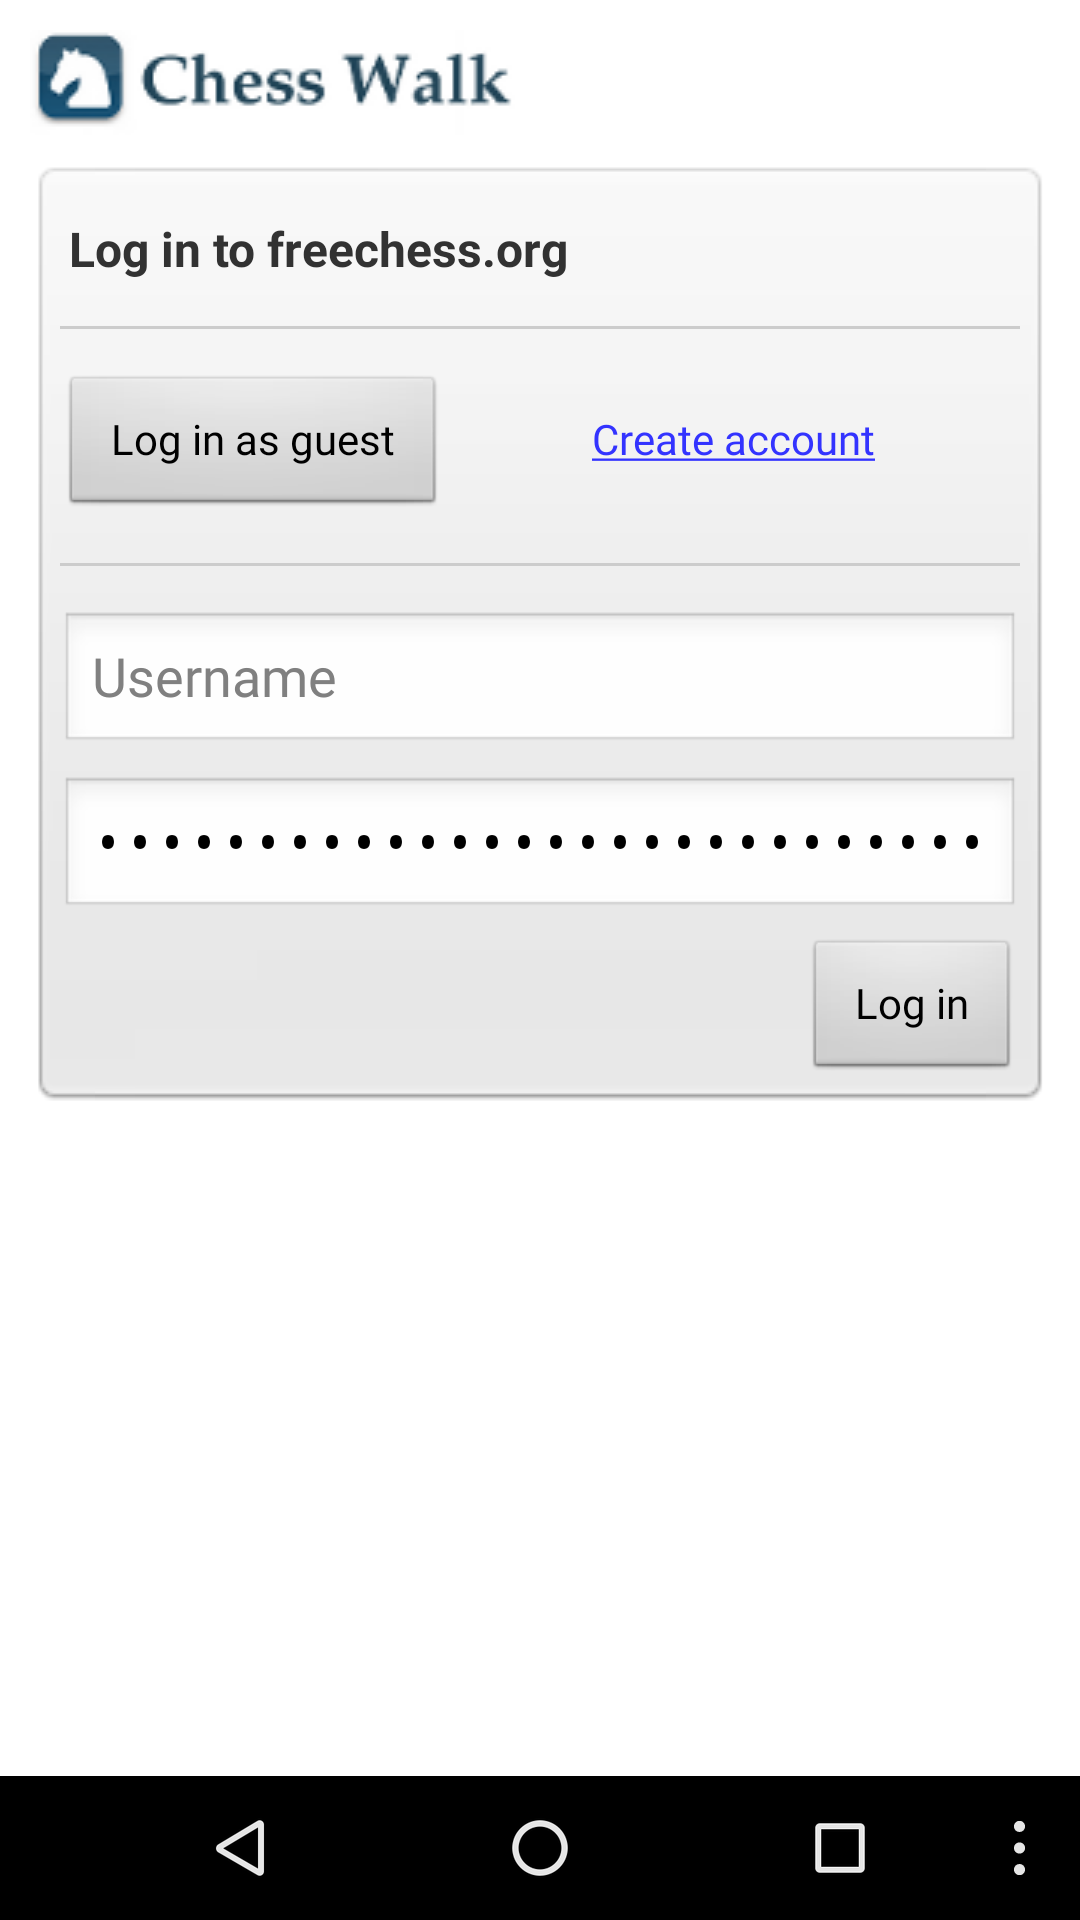 Chess Walk
Log in to freechess.org
Log in as guest
Create account
Username
••••••••••••••••••••••••••••
Log in